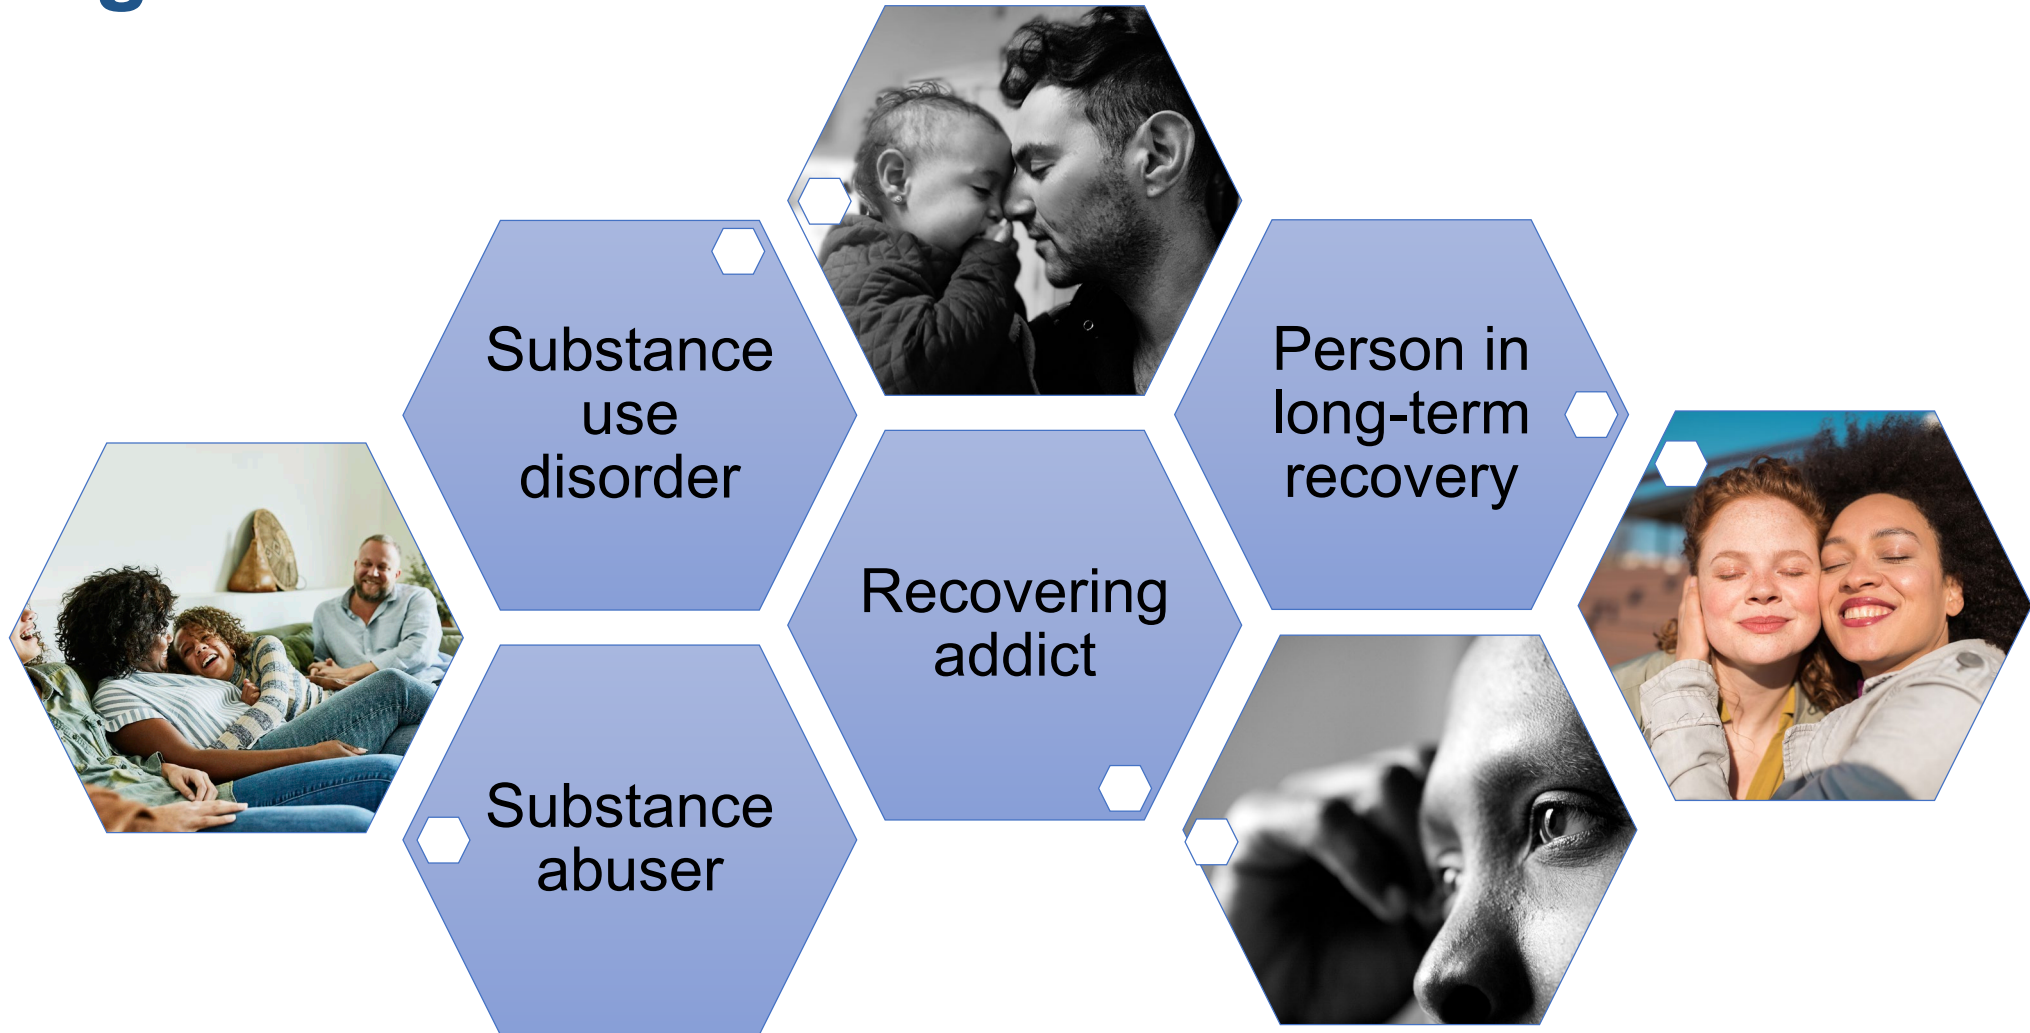 Substance
use
disorder
Person in
long-term
recovery
Recovering
addict
Substance
abuser